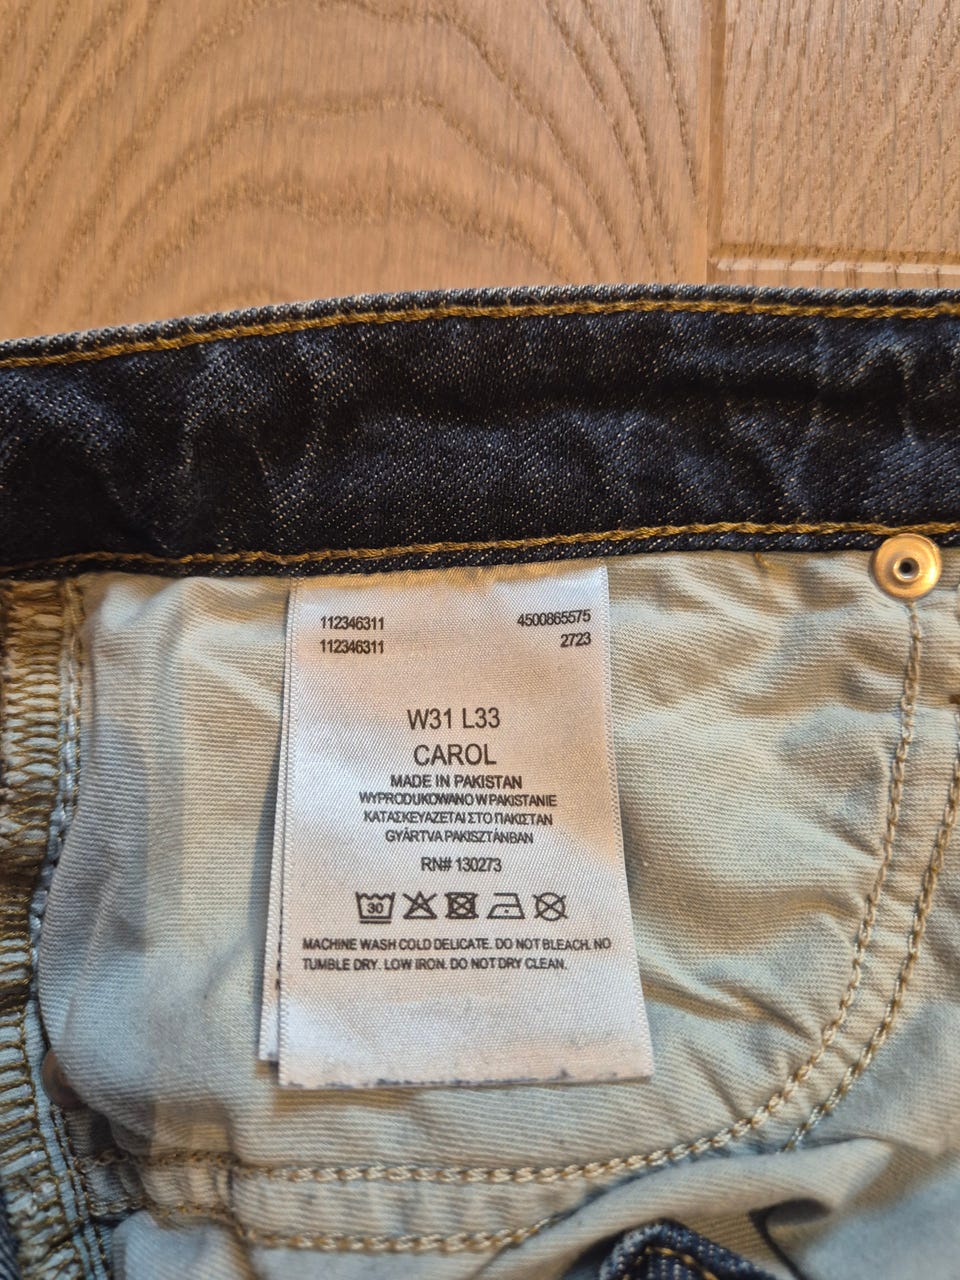 112346311 4500865575
112346311 2723
W31 L33
CAROL
MADE IN PAKISTAN
WYPRODUKOWANO W PAKISTANIE
ΚΑΤΑΣΚΕΥΑΖΕΤΑΙ ΣΤΟ ΠΑΚΙΣΤΑΝ
GYÁRTVA PAKISZTÁNBAN
RN# 130273
30
MACHINE WASH COLD DELICATE. DO NOT BLEACH. NO
TUMBLE DRY. LOW IRON. DO NOT DRY CLEAN.